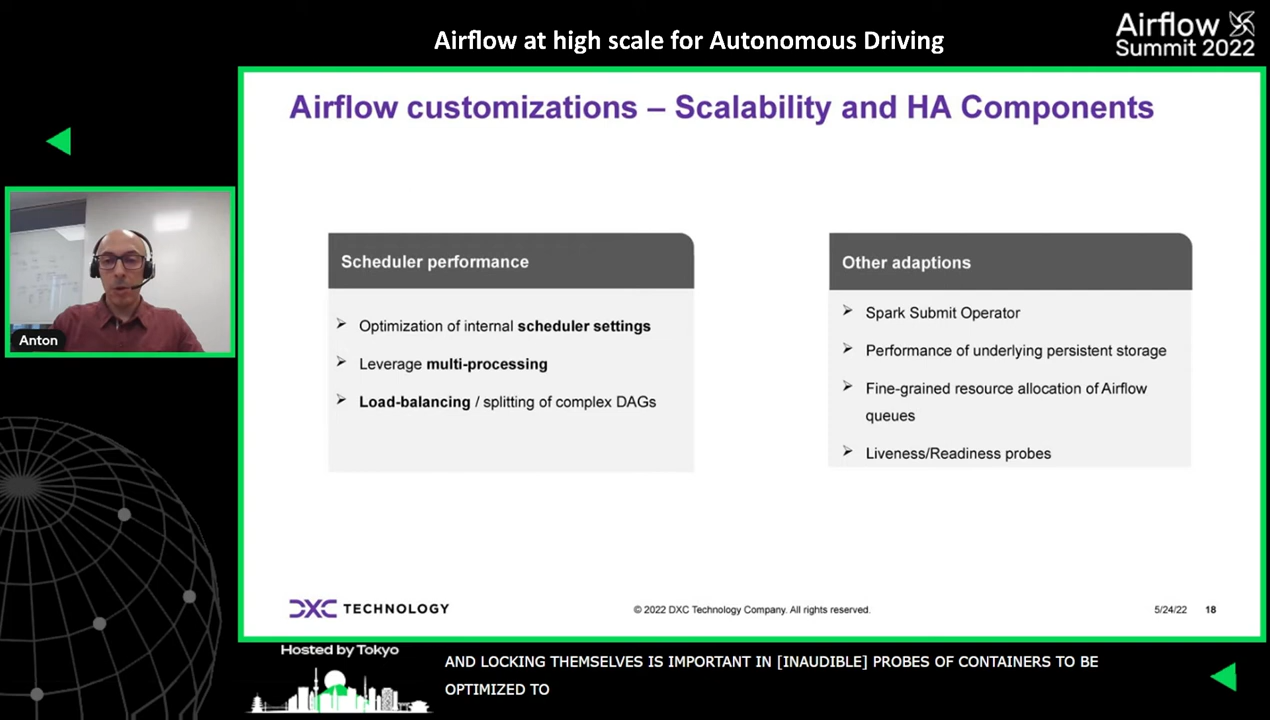 Airflow at high scale for Autonomous Driving
Airflow
Summit 2022
Airflow customizations – Scalability and HA Components
Scheduler performance
➢ Optimization of internal scheduler settings
➢ Leverage multi-processing
➢ Load-balancing / splitting of complex DAGs
Other adaptions
➢ Spark Submit Operator
➢ Performance of underlying persistent storage
➢ Fine-grained resource allocation of Airflow
queues
➢ Liveness/Readiness probes
Anton
DXC TECHNOLOGY
© 2022 DXC Technology Company. All rights reserved.
5/24/22 18
Hosted by Tokyo
AND LOCKING THEMSELVES IS IMPORTANT IN [INAUDIBLE] PROBES OF CONTAINERS TO BE
OPTIMIZED TO